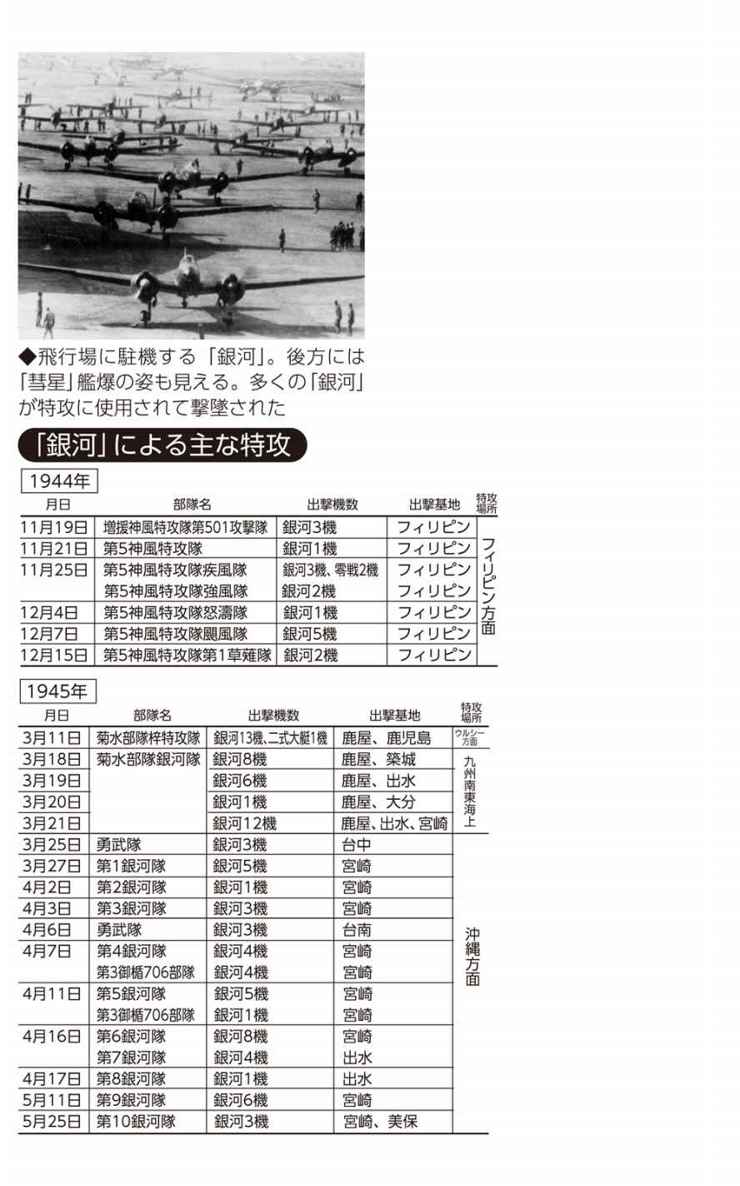 ◆飛行場に駐機する「銀河」。後方には
「彗星」艦爆の姿も見える。多くの「銀河」
が特攻に使用されて撃墜された
「銀河」による主な特攻
1944年
月日 部隊名 出撃機数 出撃基地 特攻場所
11月19日 増援神風特攻隊第501攻撃隊 銀河3機 フィリピン フィリピン方面
11月21日 第5神風特攻隊 銀河1機 フィリピン
11月25日 第5神風特攻隊疾風隊 銀河3機、零戦2機 フィリピン
第5神風特攻隊強風隊 銀河2機 フィリピン
12月4日 第5神風特攻隊怒濤隊 銀河1機 フィリピン
12月7日 第5神風特攻隊颶風隊 銀河5機 フィリピン
12月15日 第5神風特攻隊第1草薙隊 銀河2機 フィリピン
1945年
月日 部隊名 出撃機数 出撃基地 特攻場所
3月11日 菊水部隊梓特攻隊 銀河13機、二式大艇1機 鹿屋、鹿児島 ウルシー方面
3月18日 菊水部隊銀河隊 銀河8機 鹿屋、築城 九州南東海上
3月19日 銀河6機 鹿屋、出水
3月20日 銀河1機 鹿屋、大分
3月21日 銀河12機 鹿屋、出水、宮崎
3月25日 勇武隊 銀河3機 台中 沖縄方面
3月27日 第1銀河隊 銀河5機 宮崎
4月2日 第2銀河隊 銀河1機 宮崎
4月3日 第3銀河隊 銀河3機 宮崎
4月6日 勇武隊 銀河3機 台南
4月7日 第4銀河隊 銀河4機 宮崎
第3御楯706部隊 銀河4機 宮崎
4月11日 第5銀河隊 銀河5機 宮崎
第3御楯706部隊 銀河1機 宮崎
4月16日 第6銀河隊 銀河8機 宮崎
第7銀河隊 銀河4機 出水
4月17日 第8銀河隊 銀河1機 出水
5月11日 第9銀河隊 銀河6機 宮崎
5月25日 第10銀河隊 銀河3機 宮崎、美保